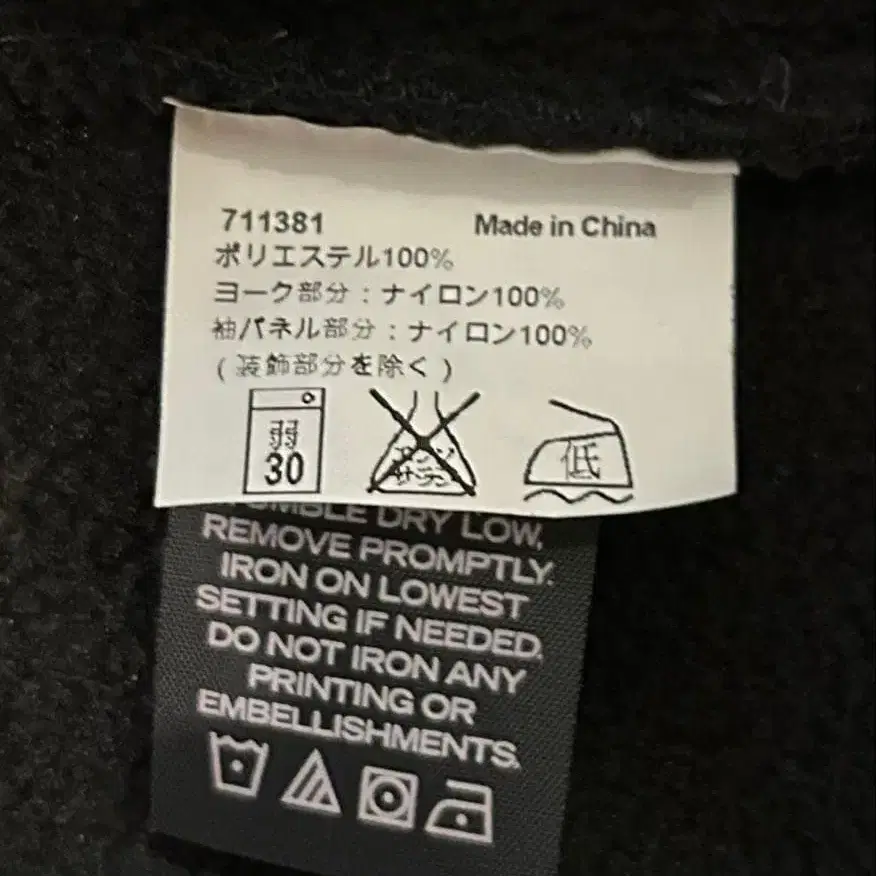 711381 Made in China
ポリエステル100%
ヨーク部分：ナイロン100%
袖パネル部分：ナイロン100%
(装飾部分を除く)
弱
30
低
TUMBLE DRY LOW,
REMOVE PROMPTLY.
IRON ON LOWEST
SETTING IF NEEDED.
DO NOT IRON ANY
PRINTING OR
EMBELLISHMENTS.